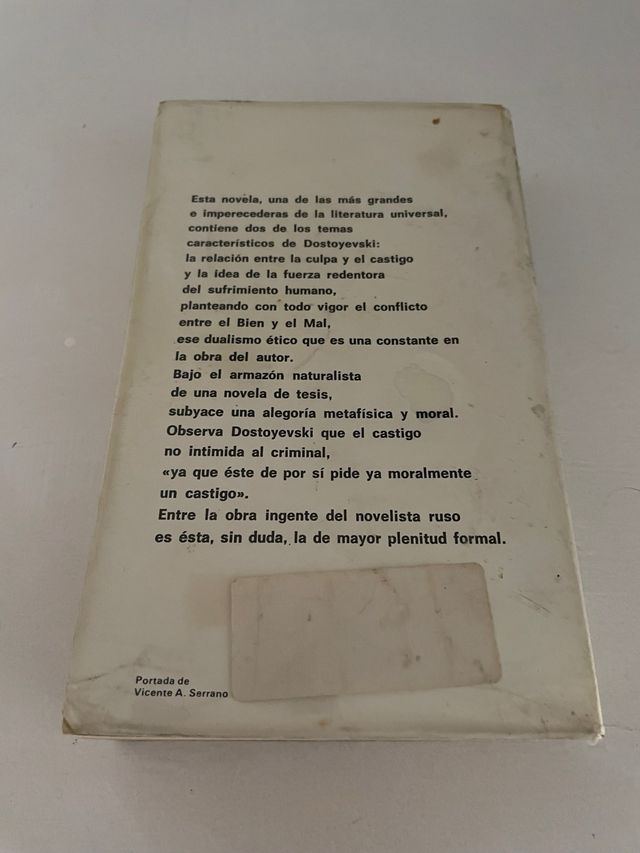 Esta novela, una de las más grandes
e imperecederas de la literatura universal,
contiene dos de los temas
característicos de Dostoyevski:
la relación entre la culpa y el castigo
y la idea de la fuerza redentora
del sufrimiento humano,
planteando con todo vigor el conflicto
entre el Bien y el Mal,
ese dualismo ético que es una constante en
la obra del autor.
Bajo el armazón naturalista
de una novela de tesis,
subyace una alegoría metafísica y moral.
Observa Dostoyevski que el castigo
no intimida al criminal,
«ya que éste de por sí pide ya moralmente
un castigo».
Entre la obra ingente del novelista ruso
es ésta, sin duda, la de mayor plenitud formal.
Portada de
Vicente A. Serrano